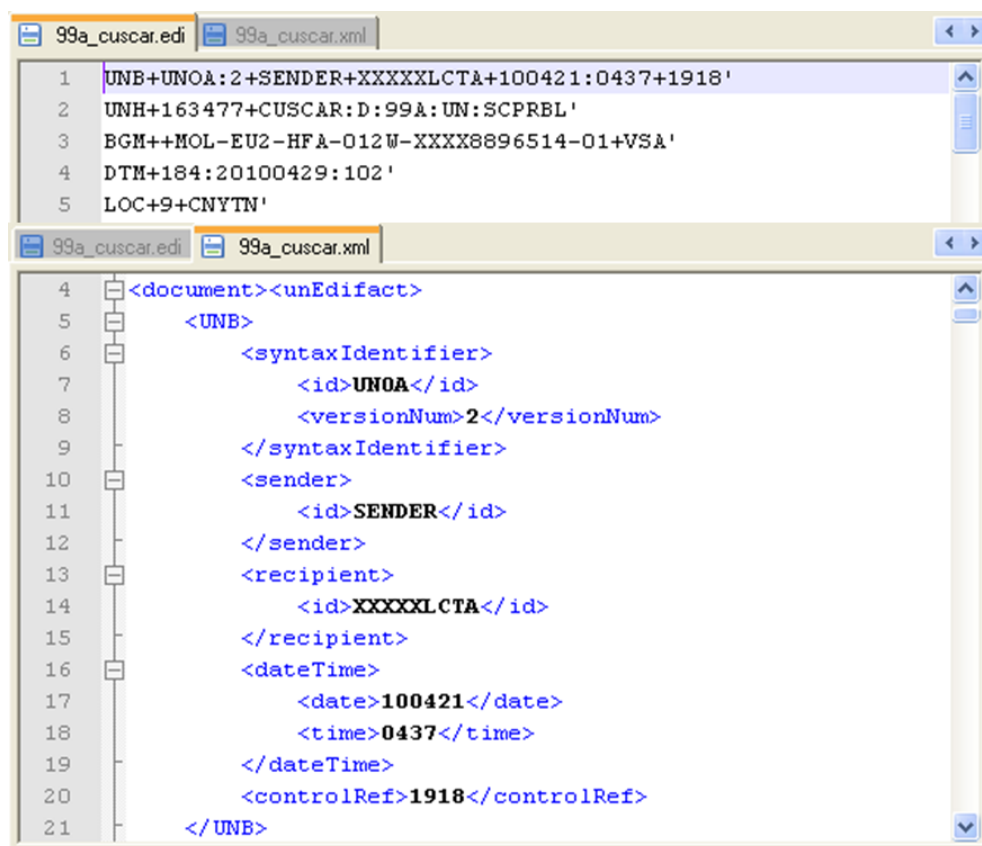 99a_cuscar.edi 99a_cuscar.xml
1 UNB+UNOA:2+SENDER+XXXXXLCTA+100421:0437+1918'
2 UNH+163477+CUSCAR:D:99A:UN:SCPRBL'
3 BGM++MOL-EU2-HFA-012W-XXXX8896514-01+VSA'
4 DTM+184:20100429:102'
5 LOC+9+CNYTN'
99a_cuscar.edi 99a_cuscar.xml
4 <document><unEdifact>
5 <UNB>
6 <syntaxIdentifier>
7 <id>UNOA</id>
8 <versionNum>2</versionNum>
9 </syntaxIdentifier>
10 <sender>
11 <id>SENDER</id>
12 </sender>
13 <recipient>
14 <id>XXXXXLCTA</id>
15 </recipient>
16 <dateTime>
17 <date>100421</date>
18 <time>0437</time>
19 </dateTime>
20 <controlRef>1918</controlRef>
21 </UNB>